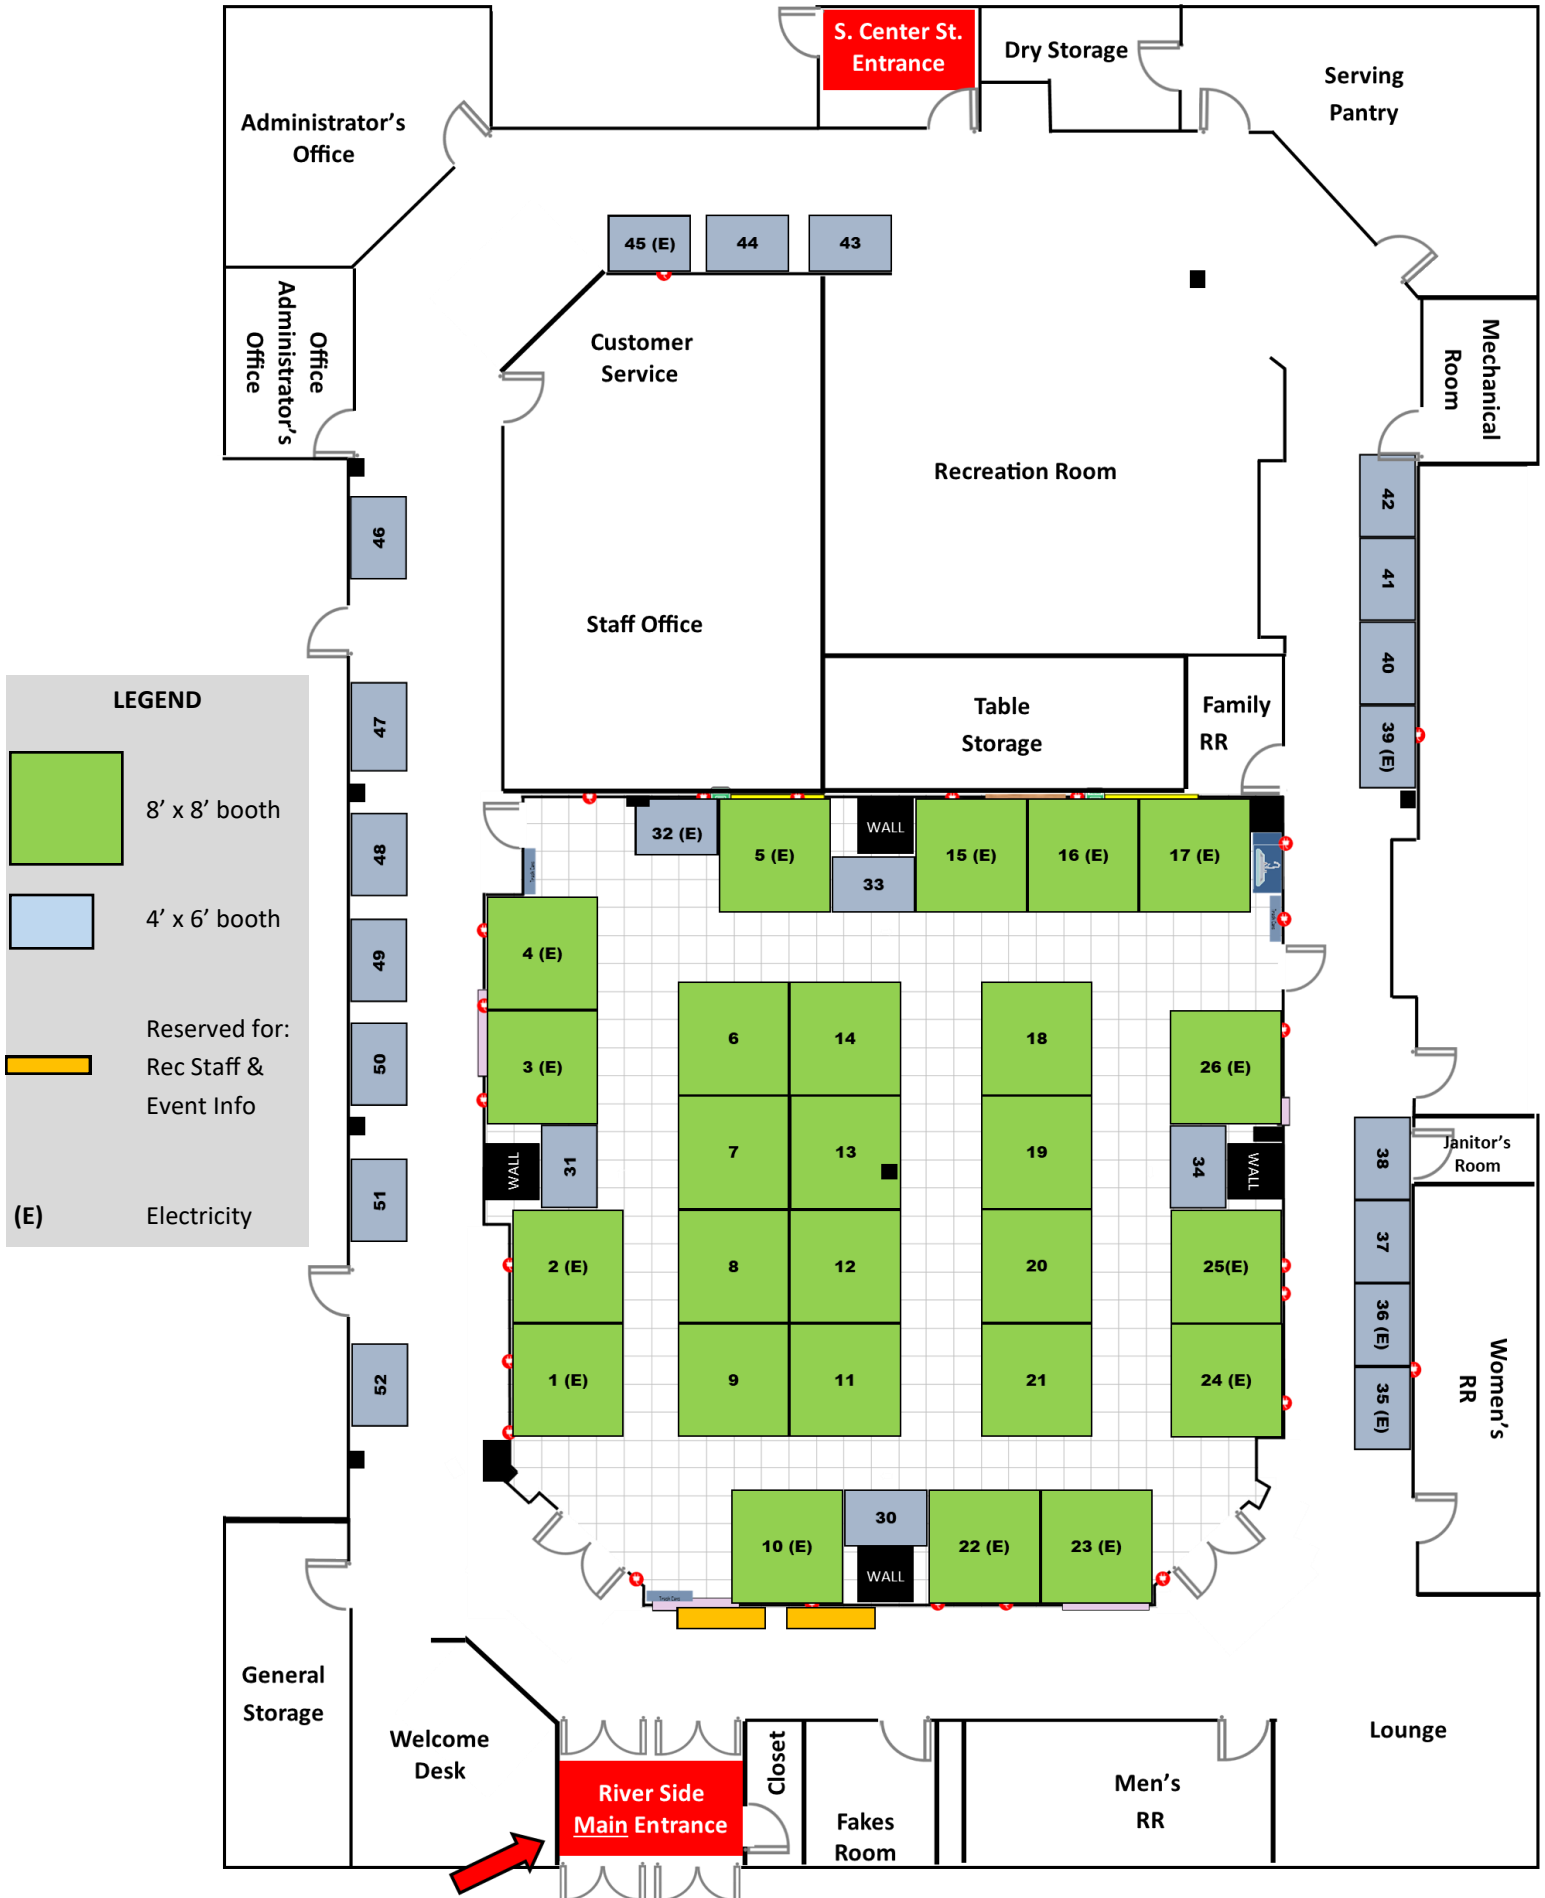 S. Center St.
Entrance
Dry Storage
Serving
Pantry
Administrator's
Office
45 (E)
44
43
Office
Administrator's
Office
Customer
Service
Mechanical
Room
Recreation Room
42
46
41
Staff Office
40
LEGEND
47
Table
Storage
Family
RR
39 (E)
8' x 8' booth
32 (E)
5 (E)
WALL
33
15 (E)
16 (E)
17 (E)
48
4' x 6' booth
49
4 (E)
Reserved for:
Rec Staff &
Event Info
50
3 (E)
6
14
18
26 (E)
7
13
19
WALL
31
34
WALL
38
Janitor's
Room
51
(E)
Electricity
37
2 (E)
8
12
20
25(E)
36 (E)
52
1 (E)
9
11
21
24 (E)
35 (E)
Women's
RR
10 (E)
30
WALL
22 (E)
23 (E)
General
Storage
Welcome
Desk
River Side
Main Entrance
Closet
Fakes
Room
Men's
RR
Lounge